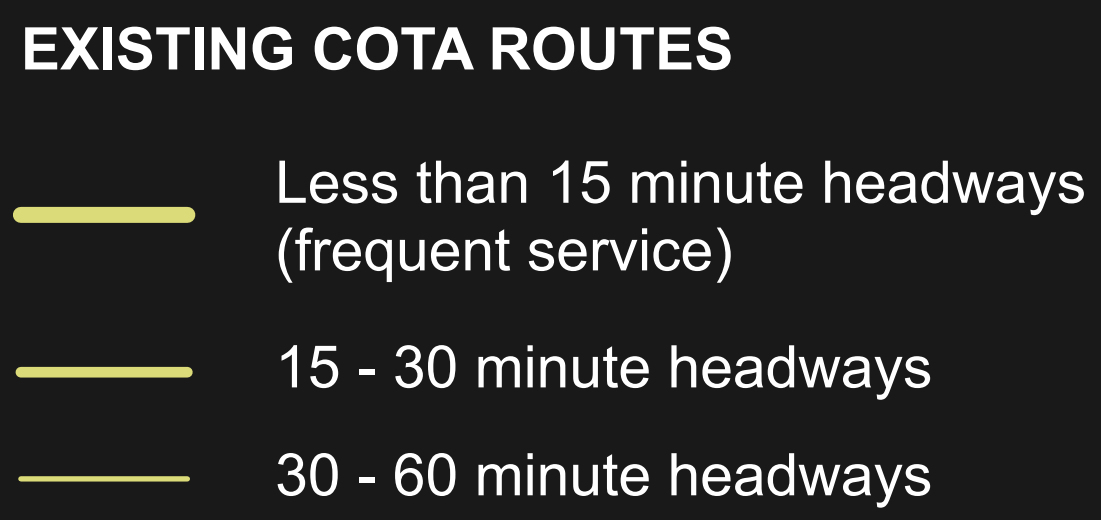 EXISTING COTA ROUTES
Less than 15 minute headways
(frequent service)
15 - 30 minute headways
30 - 60 minute headways